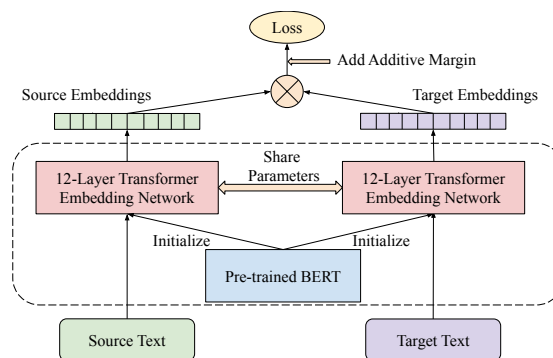 Loss
Add Additive Margin
Source Embeddings
Target Embeddings
12-Layer Transformer
Embedding Network
Share
Parameters
12-Layer Transformer
Embedding Network
Initialize
Initialize
Pre-trained BERT
Source Text
Target Text